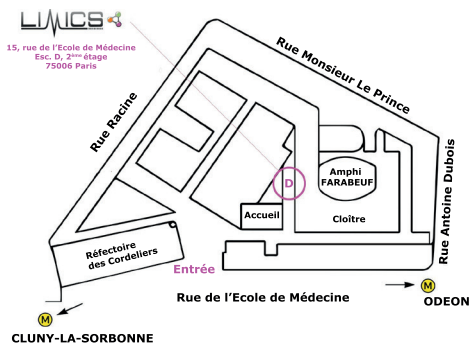 LIMICS
15, rue de l'Ecole de Médecine
Esc. D, 2ème étage
75006 Paris
Rue Monsieur Le Prince
Rue Racine
Rue Antoine Dubois
Amphi
FARABEUF
D
Accueil
Cloître
Réfectoire
des Cordeliers
Entrée
Rue de l'Ecole de Médecine
M
ODEON
M
CLUNY-LA-SORBONNE